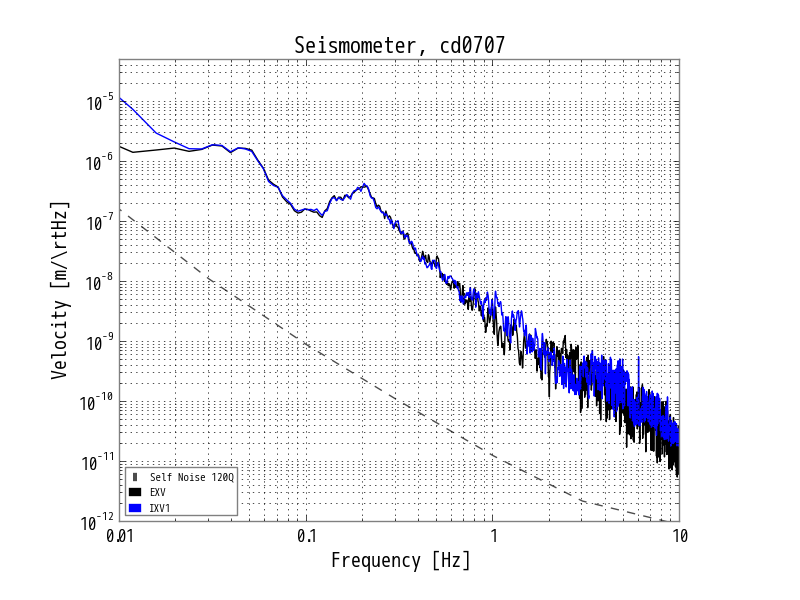 Seismometer, cd0707
Velocity [m/\rtHz]
10-5
10-6
10-7
10-8
10-9
10-10
10-11
10-12
Self Noise 120Q
EXV
IXV1
0.01
0.1
1
10
Frequency [Hz]